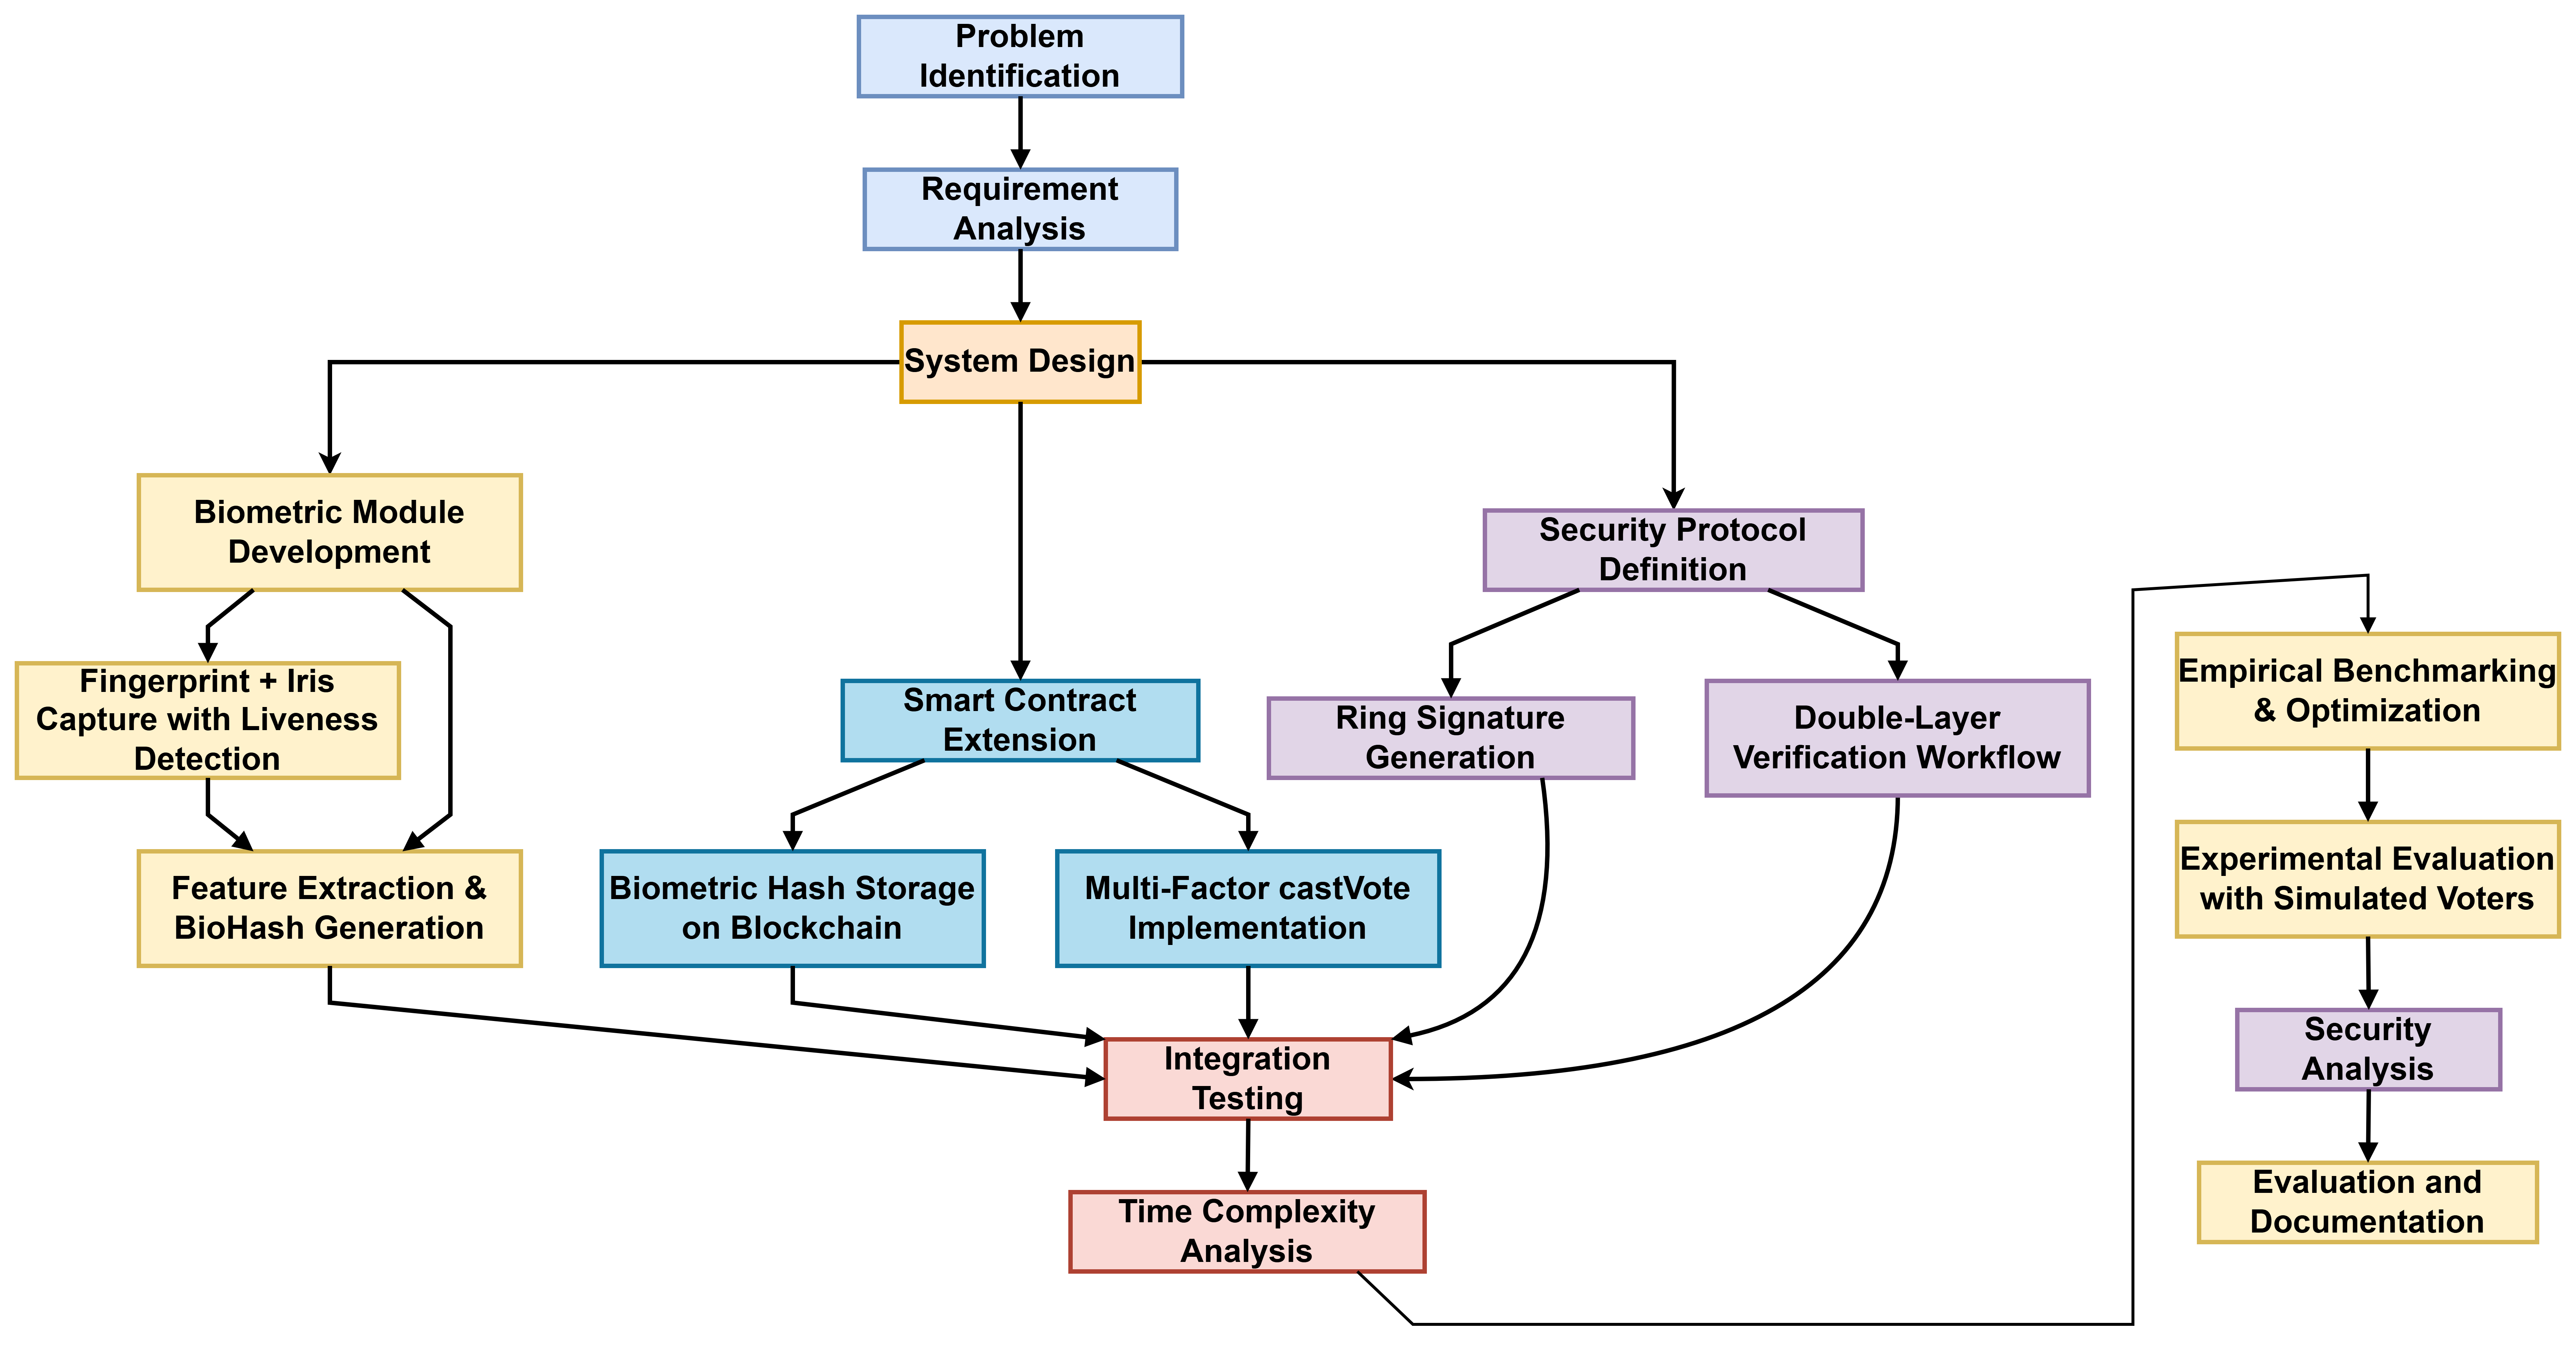 Problem
Identification
Requirement
Analysis
System Design
Biometric Module
Development
Security Protocol
Definition
Fingerprint + Iris
Capture with Liveness
Detection
Smart Contract
Extension
Ring Signature
Generation
Double-Layer
Verification Workflow
Empirical Benchmarking
& Optimization
Feature Extraction &
BioHash Generation
Biometric Hash Storage
on Blockchain
Multi-Factor castVote
Implementation
Experimental Evaluation
with Simulated Voters
Integration
Testing
Security
Analysis
Time Complexity
Analysis
Evaluation and
Documentation